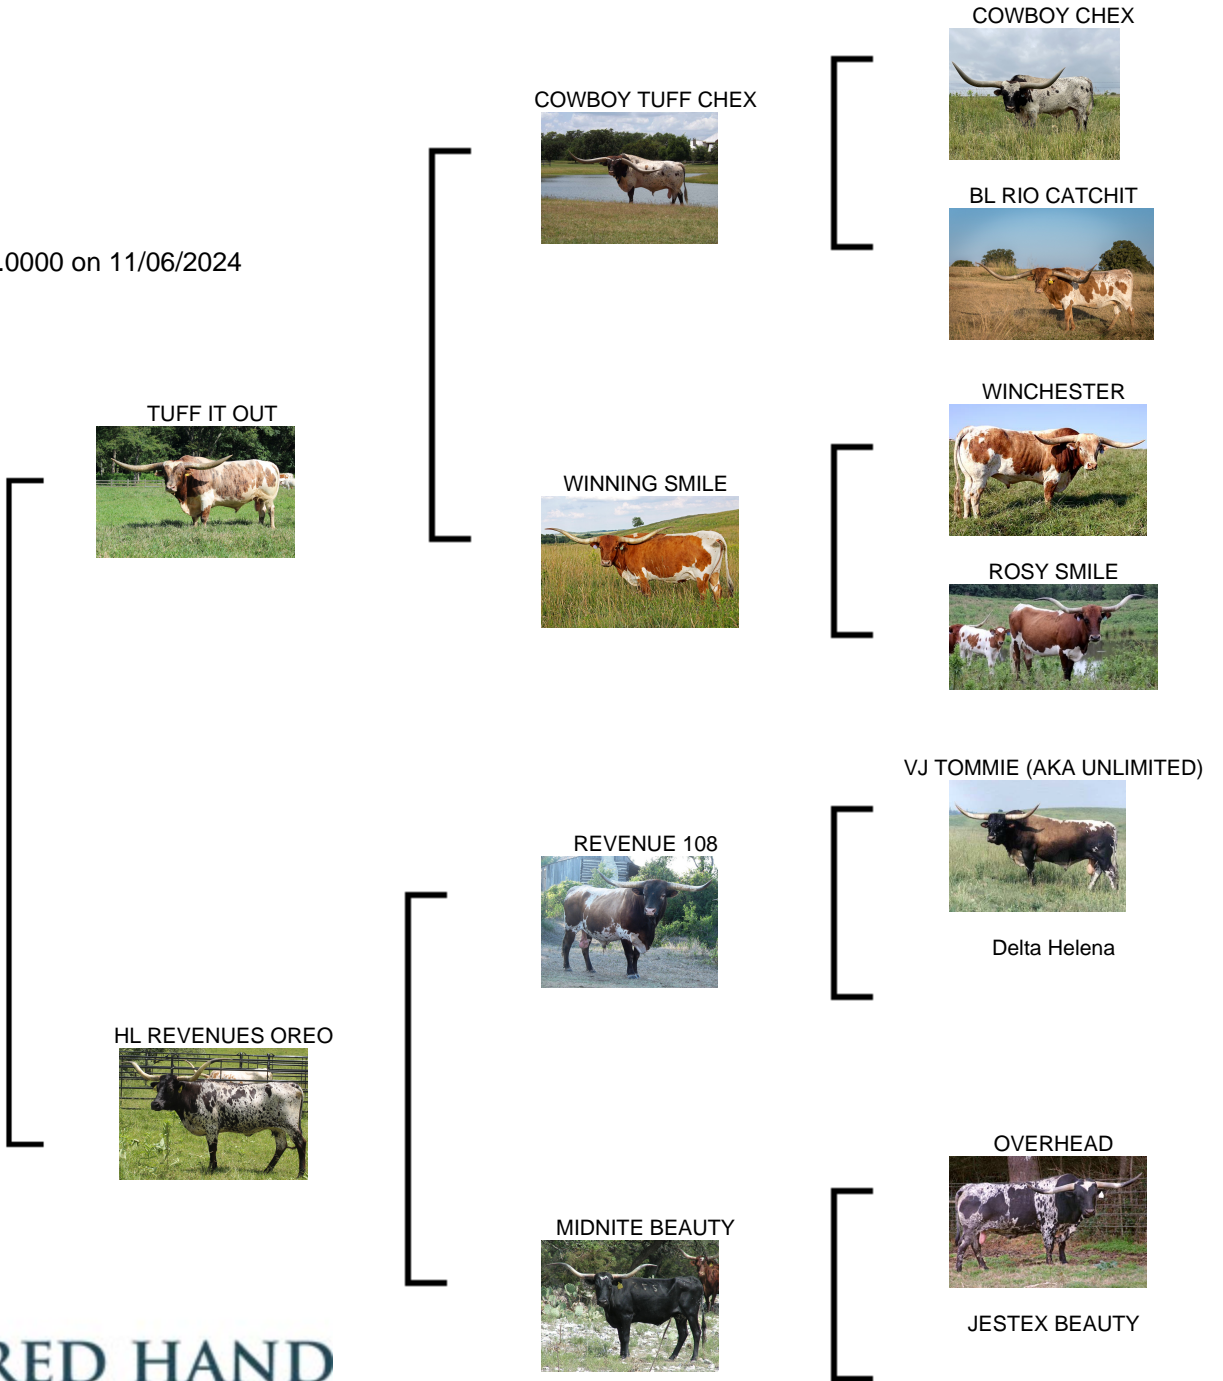 COWBOY CHEX
COWBOY TUFF CHEX
BL RIO CATCHIT
.0000 on 11/06/2024
WINCHESTER
TUFF IT OUT
WINNING SMILE
ROSY SMILE
VJ TOMMIE (AKA UNLIMITED)
REVENUE 108
Delta Helena
HL REVENUES OREO
OVERHEAD
MIDNITE BEAUTY
JESTEX BEAUTY
RED HAND